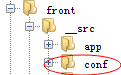 front
__src
app
conf